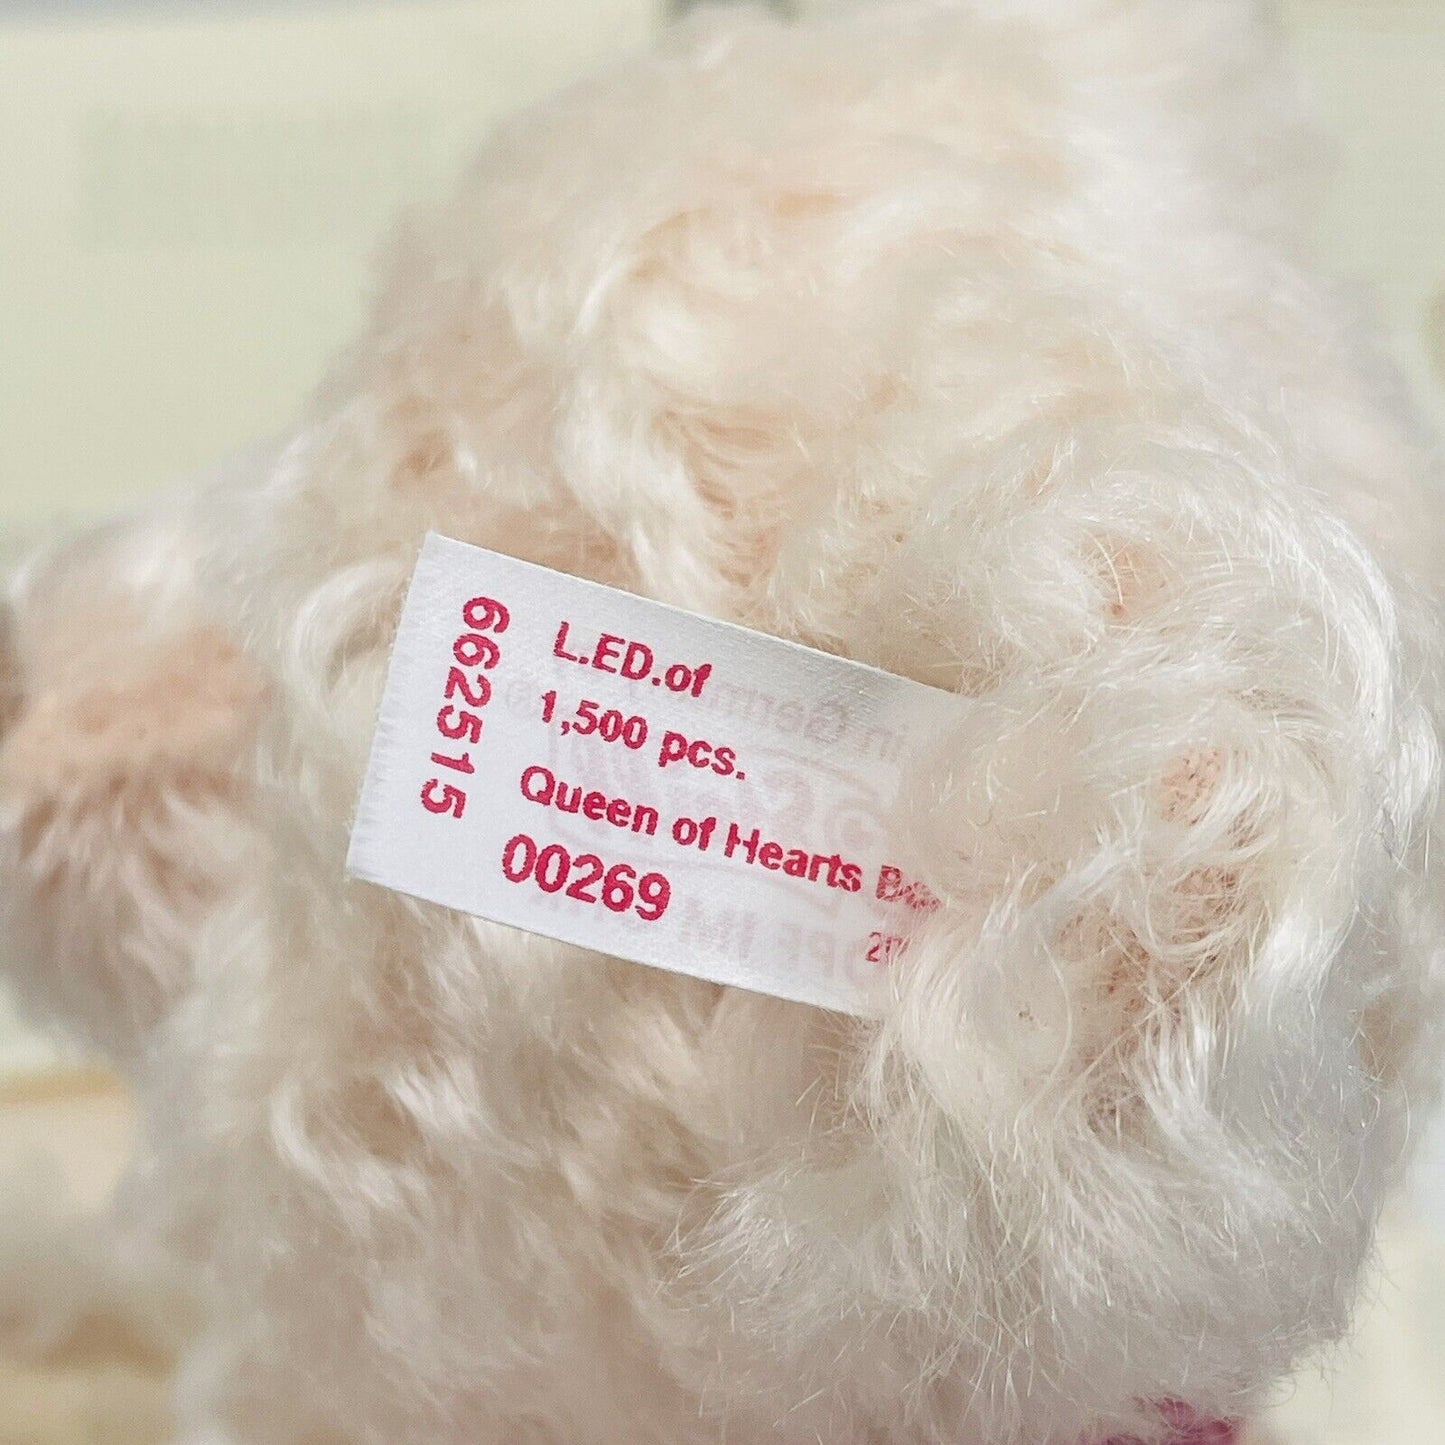 662515
L.ED.of
1,500 pcs.
Queen of Hearts
00269